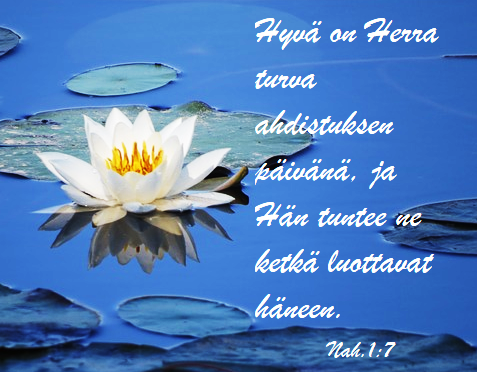 Hyvä on Herra
turva
ahdistuksen
päivänä, ja
Hän tuntee ne
ketkä luottavat
häneen.
Nah.1:7